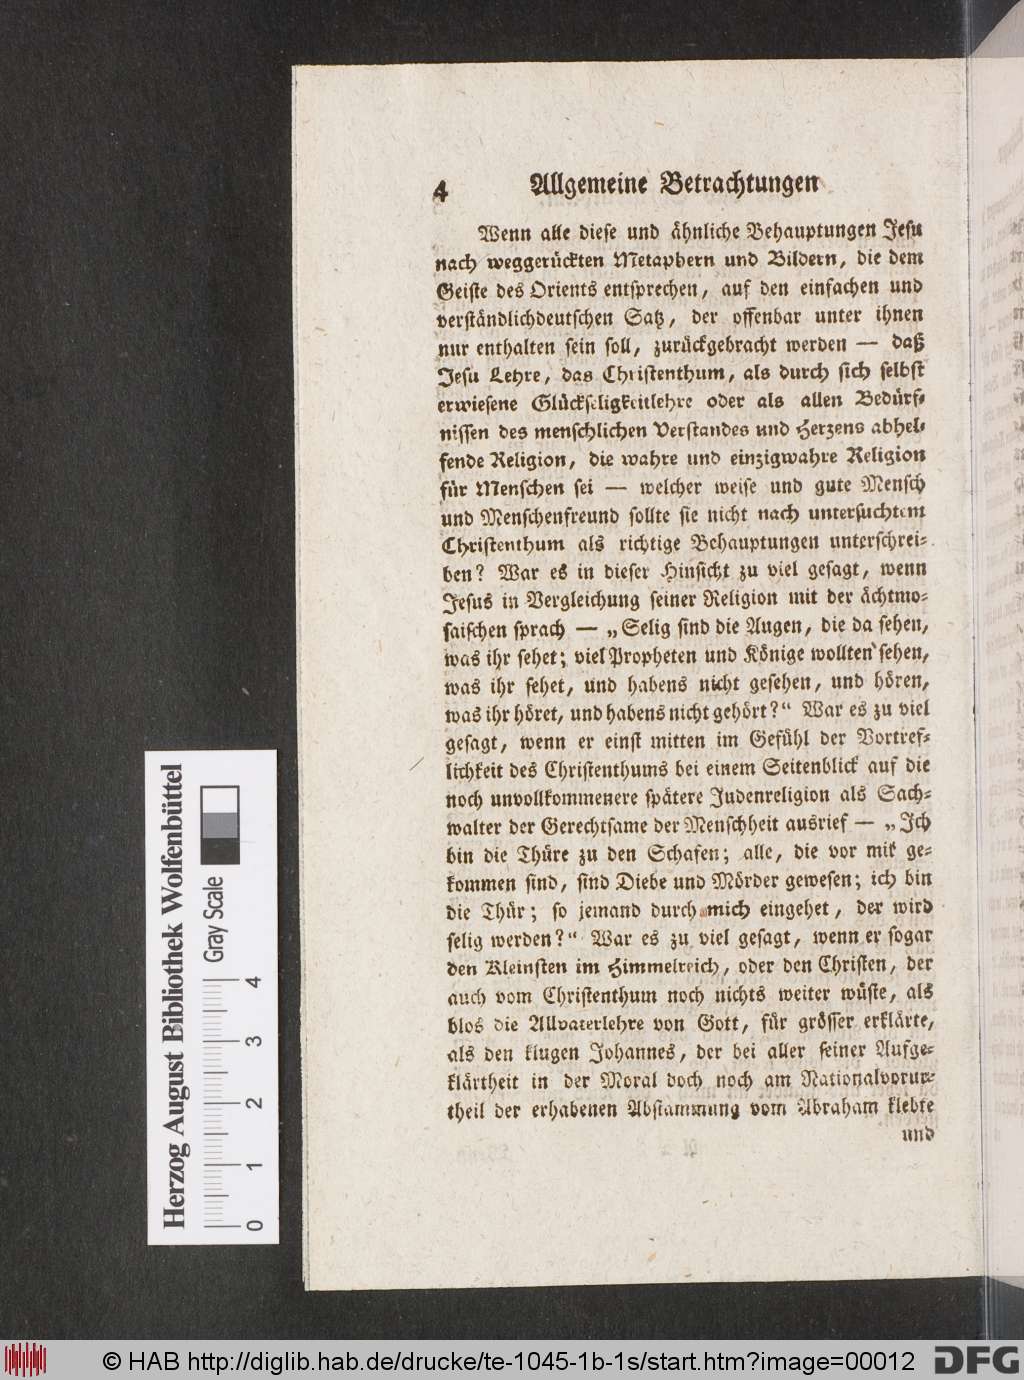 4 Allgemeine Betrachtungen
Wenn alle diese und ähnliche Behauptungen Jesu
nach weggerückten Metaphern und Bildern, die dem
Geiste des Orients entsprechen, auf den einfachen und
verständlichdeutschen Satz, der offenbar unter ihnen
nur enthalten sein soll, zurückgebracht werden — daß
Jesu Lehre, das Christenthum, als durch sich selbst
erwiesene Glückseligkeitlehre oder als allen Bedürf-
nissen des menschlichen Verstandes und Herzens abhel-
fende Religion, die wahre und einzigwahre Religion
für Menschen sei — welcher weise und gute Mensch
und Menschenfreund sollte sie nicht nach untersuchtem
Christenthum als richtige Behauptungen unterschrei-
ben? War es in dieser Hinsicht zu viel gesagt, wenn
Jesus in Vergleichung seiner Religion mit der ächtmo-
saischen sprach — „Selig sind die Augen, die da sehen,
was ihr sehet; viel Propheten und Könige wollten sehen,
was ihr sehet, und habens nicht gesehen, und hören,
was ihr höret, und habens nicht gehört?“ War es zu viel
gesagt, wenn er einst mitten im Gefühl der Vortref-
lichkeit des Christenthums bei einem Seitenblick auf die
noch unvollkommenere spätere Judenreligion als Sach-
walter der Gerechtsame der Menschheit ausrief — „Ich
bin die Thüre zu den Schafen; alle, die vor mir ge-
kommen sind, sind Diebe und Mörder gewesen; ich bin
die Thür; so jemand durch mich eingehet, der wird
selig werden?“ War es zu viel gesagt, wenn er sogar
den Kleinsten im Himmelreich, oder den Christen, der
auch vom Christenthum noch nichts weiter wüste, als
blos die Allvaterlehre von Gott, für grösser erklärte,
als den klugen Johannes, der bei aller seiner Aufge-
klärtheit in der Moral doch noch am Nationalvorur-
theil der erhabenen Abstammung vom Abraham klebte
und
Herzog August Bibliothek Wolfenbüttel
Gray Scale
0 1 2 3 4
© HAB http://diglib.hab.de/drucke/te-1045-1b-1s/start.htm?image=00012
DFG